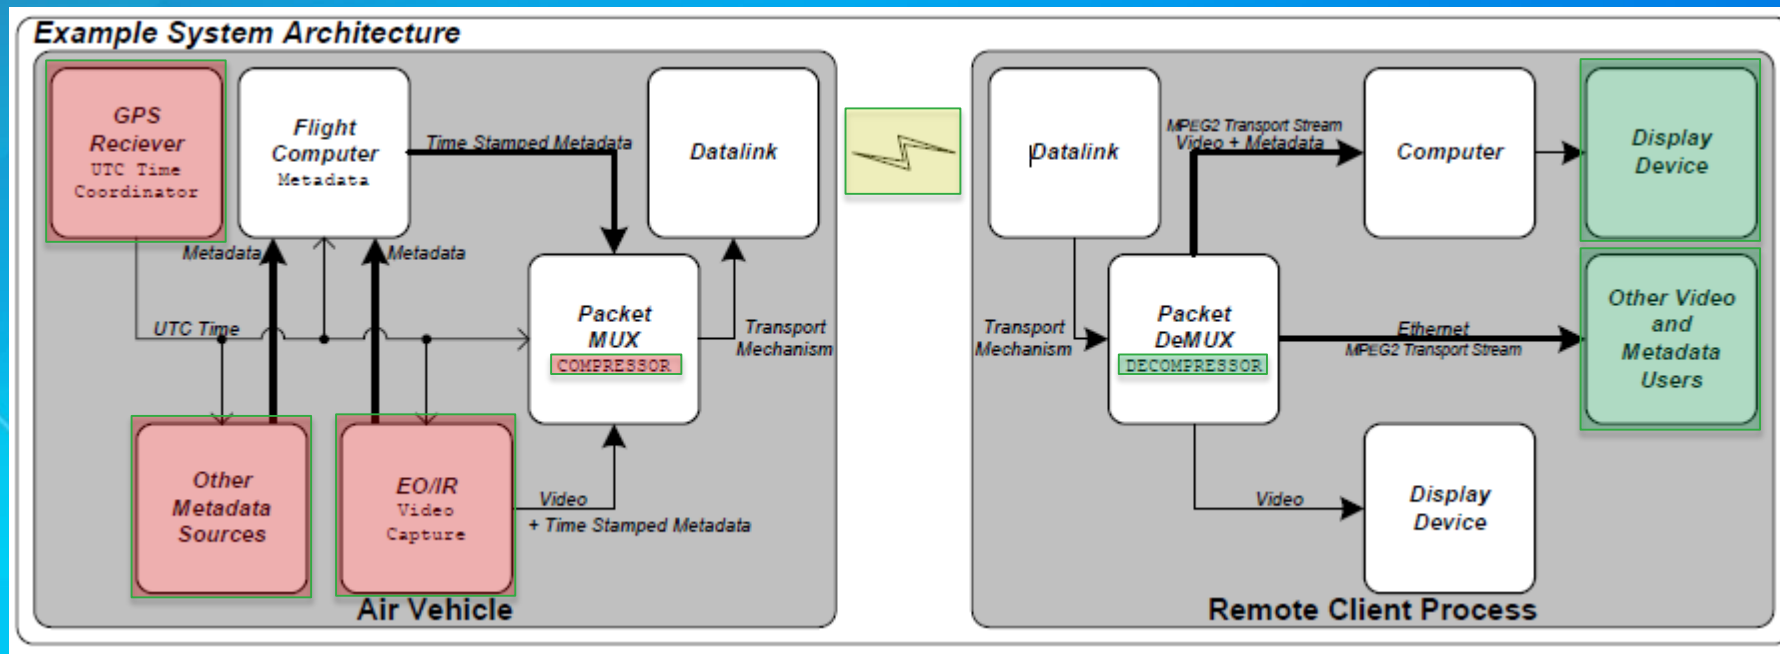 Example System Architecture
GPS
Reciever
UTC Time
Coordinator
Flight
Computer
Metadata
Time Stamped Metadata
Datalink
Metadata
Metadata
UTC Time
Packet
MUX
COMPRESSOR
Transport
Mechanism
Other
Metadata
Sources
EO/IR
Video
Capture
Video
+ Time Stamped Metadata
Air Vehicle
Datalink
MPEG2 Transport Stream
Video + Metadata
Computer
Display
Device
Transport
Mechanism
Packet
DeMUX
DECOMPRESSOR
Ethernet
MPEG2 Transport Stream
Other Video
and
Metadata
Users
Video
Display
Device
Remote Client Process